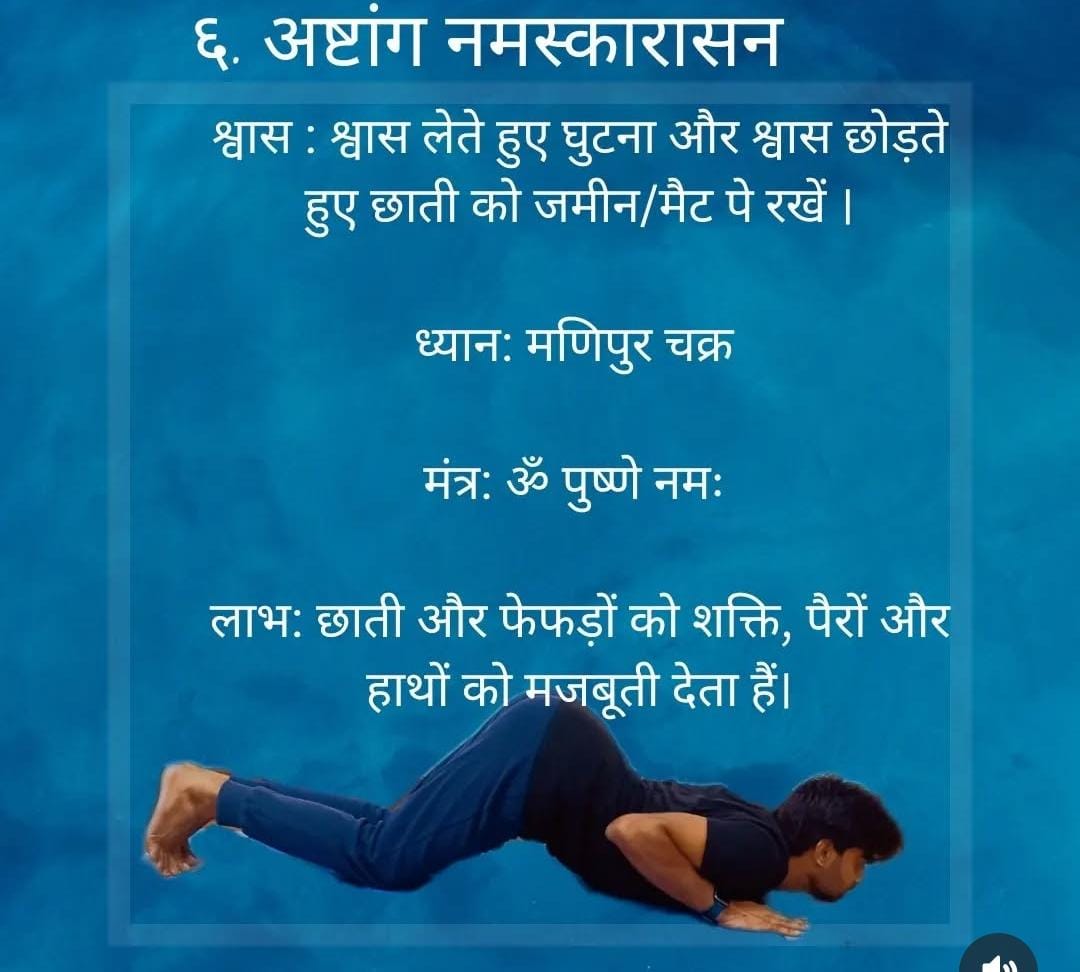 ६. अष्टांग नमस्कारासन
श्वास : श्वास लेते हुए घुटना और श्वास छोड़ते
हुए छाती को जमीन/मैट पे रखें ।
ध्यान: मणिपुर चक्र
मंत्र: ॐ पुष्णे नमः
लाभ: छाती और फेफड़ों को शक्ति, पैरों और
हाथों को मजबूती देता हैं।